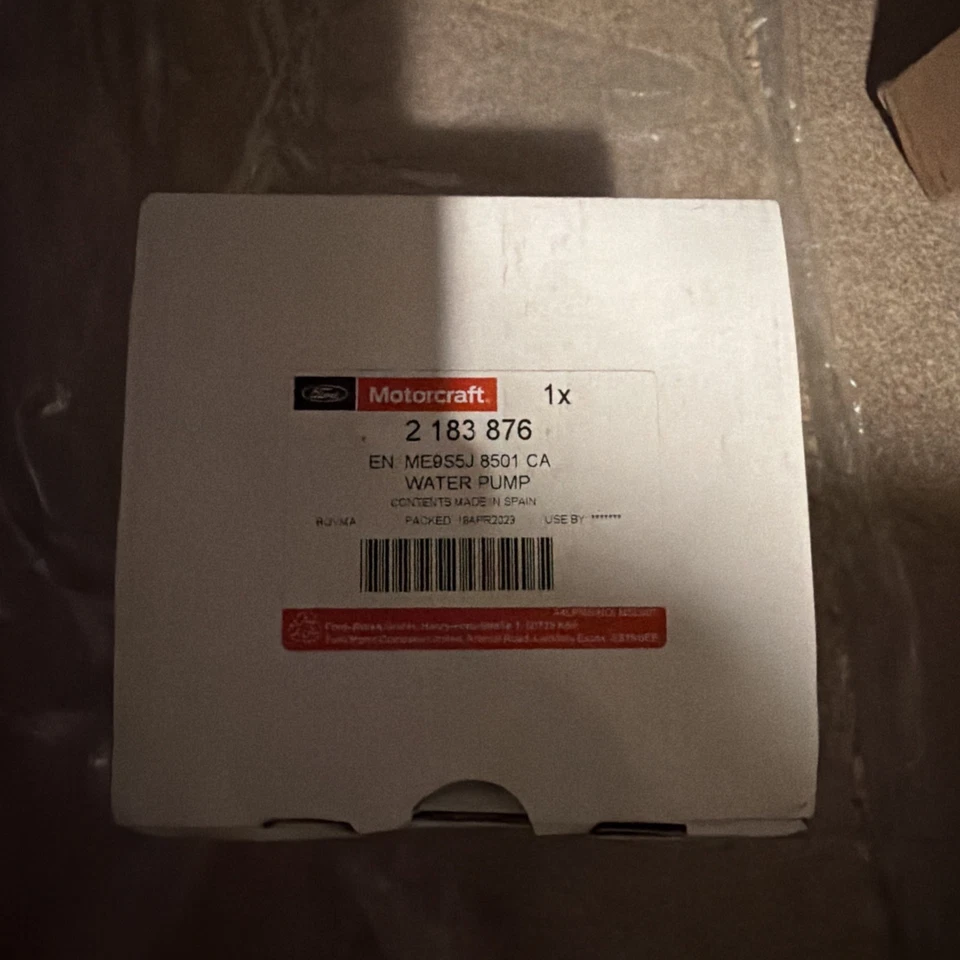 Ford Motorcraft 1x
2 183 876
EN: ME9S5J 8501 CA
WATER PUMP
CONTENTS MADE IN SPAIN
PACKED 18APR2023 USE BY *******